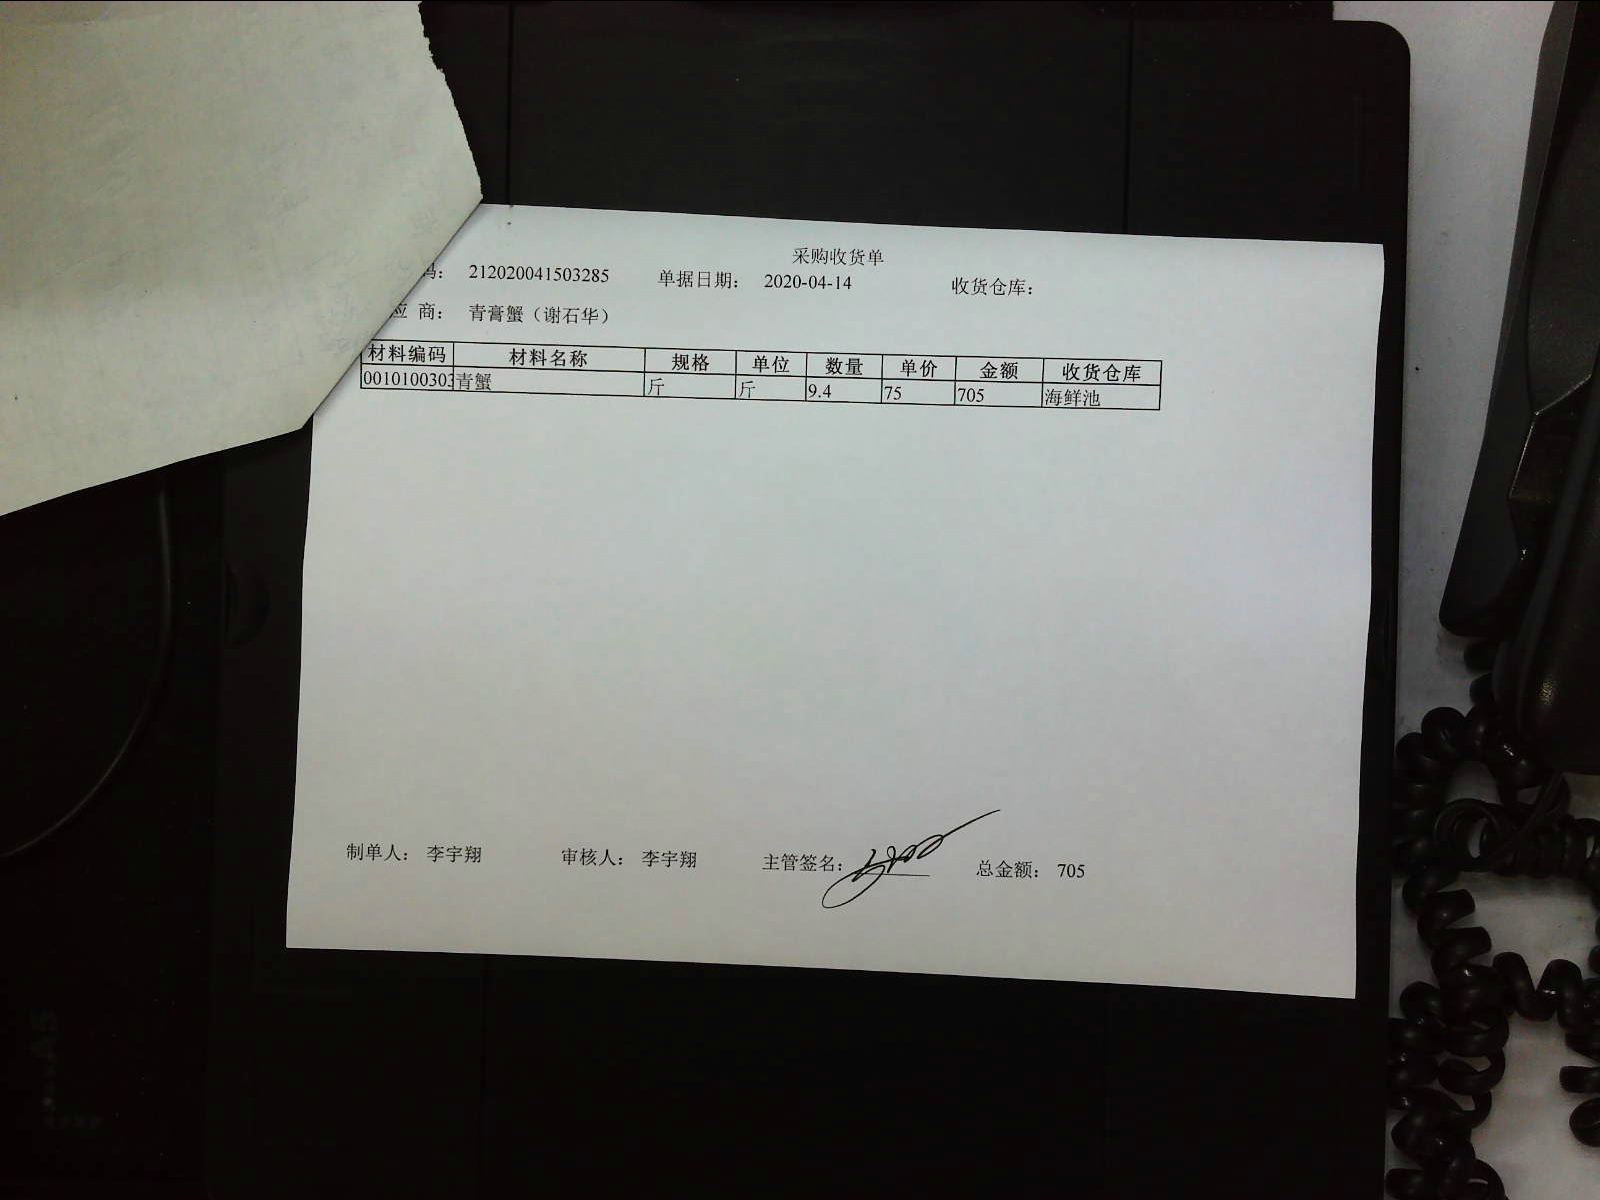 采购收货单
码： 212020041503285 单据日期： 2020-04-14 收货仓库：
应 商： 青膏蟹（谢石华）
材料编码 材料名称 规格 单位 数量 单价 金额 收货仓库
0010100303 青蟹 斤 斤 9.4 75 705 海鲜池
制单人： 李宇翔 审核人： 李宇翔 主管签名： 总金额： 705